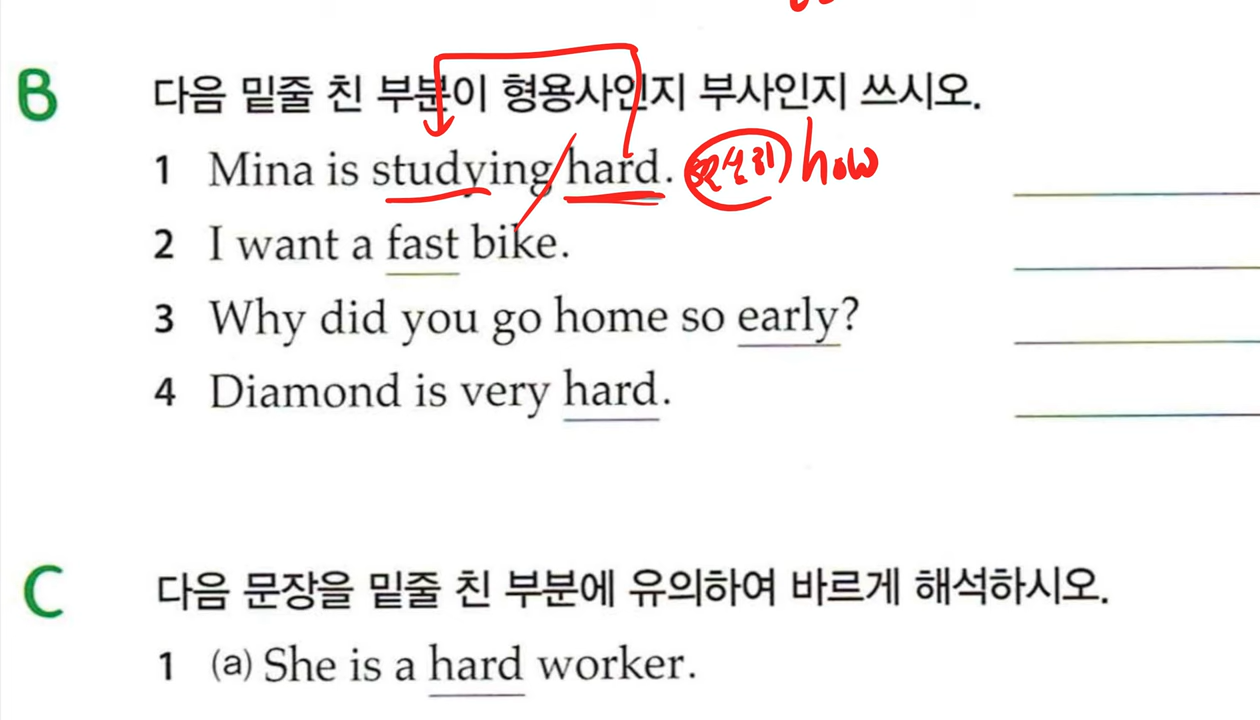 B 다음 밑줄 친 부분이 형용사인지 부사인지 쓰시오.
1 Mina is studying hard. 열심히 how
2 I want a fast bike.
3 Why did you go home so early?
4 Diamond is very hard.
C 다음 문장을 밑줄 친 부분에 유의하여 바르게 해석하시오.
1 (a) She is a hard worker.